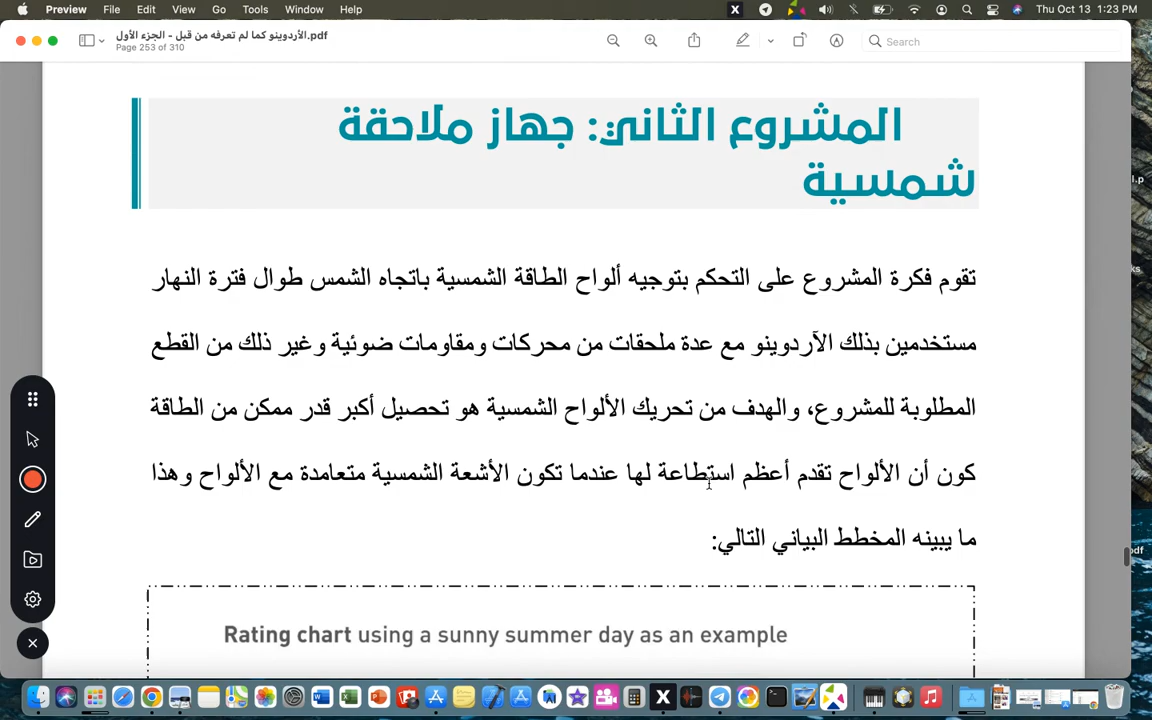 Preview File Edit View Go Tools Window Help Thu Oct 13 1:23 PM
الأردوينو كما لم تعرفه من قبل - الجزء الأول.pdf
Page 253 of 310
Search
المشروع الثاني: جهاز ملاحقة
شمسية
تقوم فكرة المشروع على التحكم بتوجيه ألواح الطاقة الشمسية باتجاه الشمس طوال فترة النهار
مستخدمين بذلك الآردوينو مع عدة ملحقات من محركات ومقاومات ضوئية وغير ذلك من القطع
المطلوبة للمشروع، والهدف من تحريك الألواح الشمسية هو تحصيل أكبر قدر ممكن من الطاقة
كون أن الألواح تقدم أعظم استطاعة لها عندما تكون الأشعة الشمسية متعامدة مع الألواح وهذا
ما يبينه المخطط البياني التالي:
Rating chart using a sunny summer day as an example